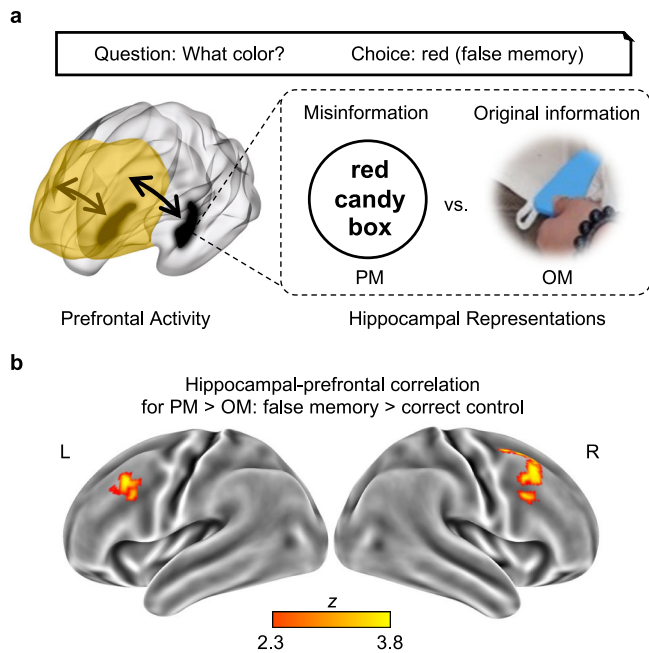 a
Question: What color? Choice: red (false memory)
Misinformation Original information
red
candy
box
vs.
PM OM
Prefrontal Activity Hippocampal Representations
b
Hippocampal-prefrontal correlation
for PM > OM: false memory > correct control
L R
z
2.3 3.8